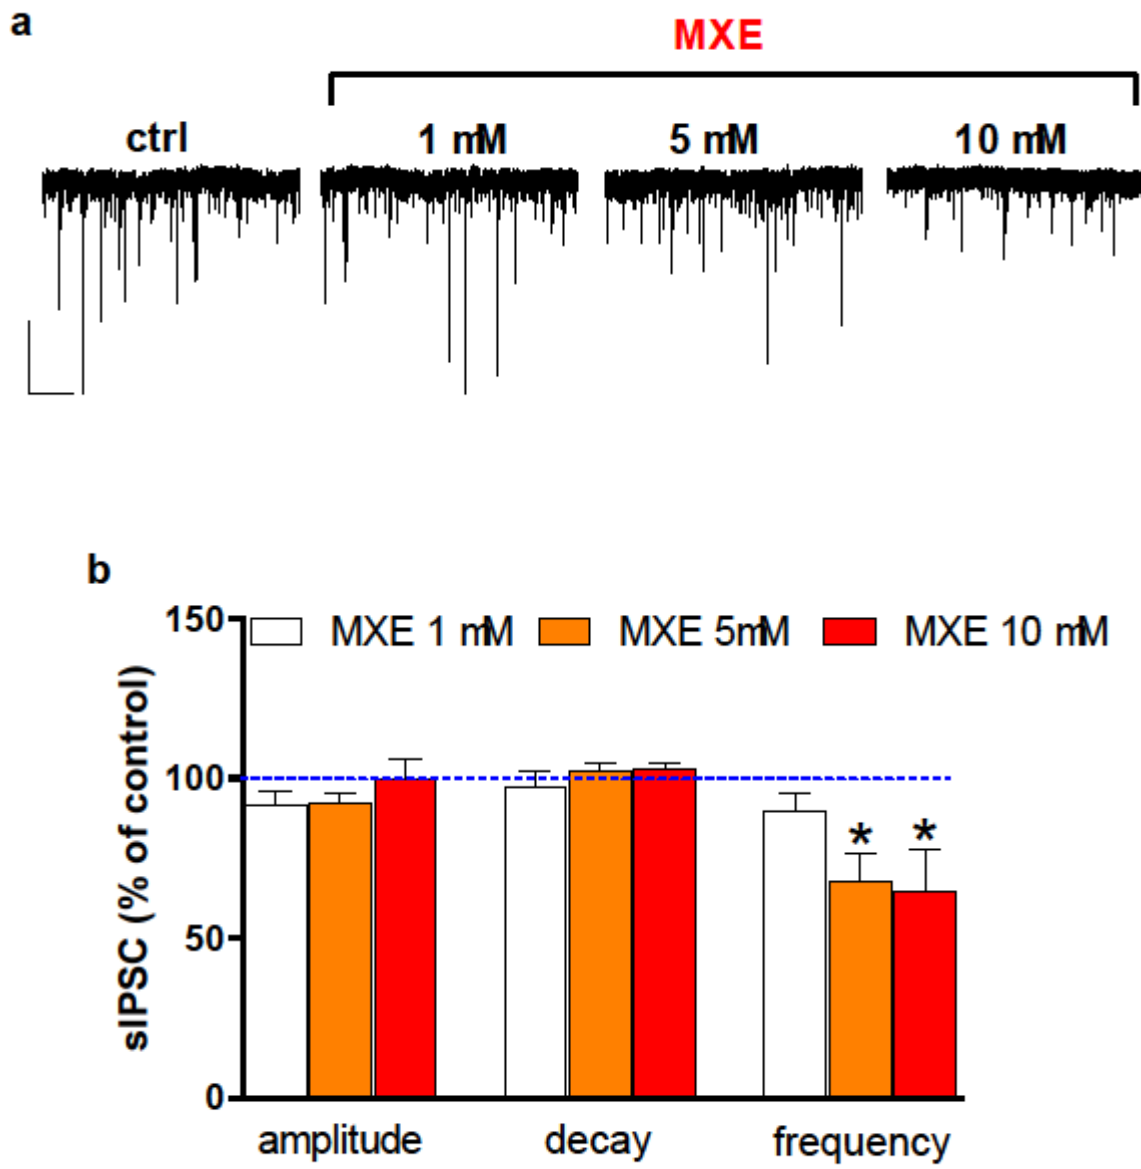 a
MXE
ctrl
1 mM
5 mM
10 mM
b
150
MXE 1 mM
MXE 5mM
MXE 10 mM
100
50
0
sIPSC (% of control)
* *
amplitude
decay
frequency